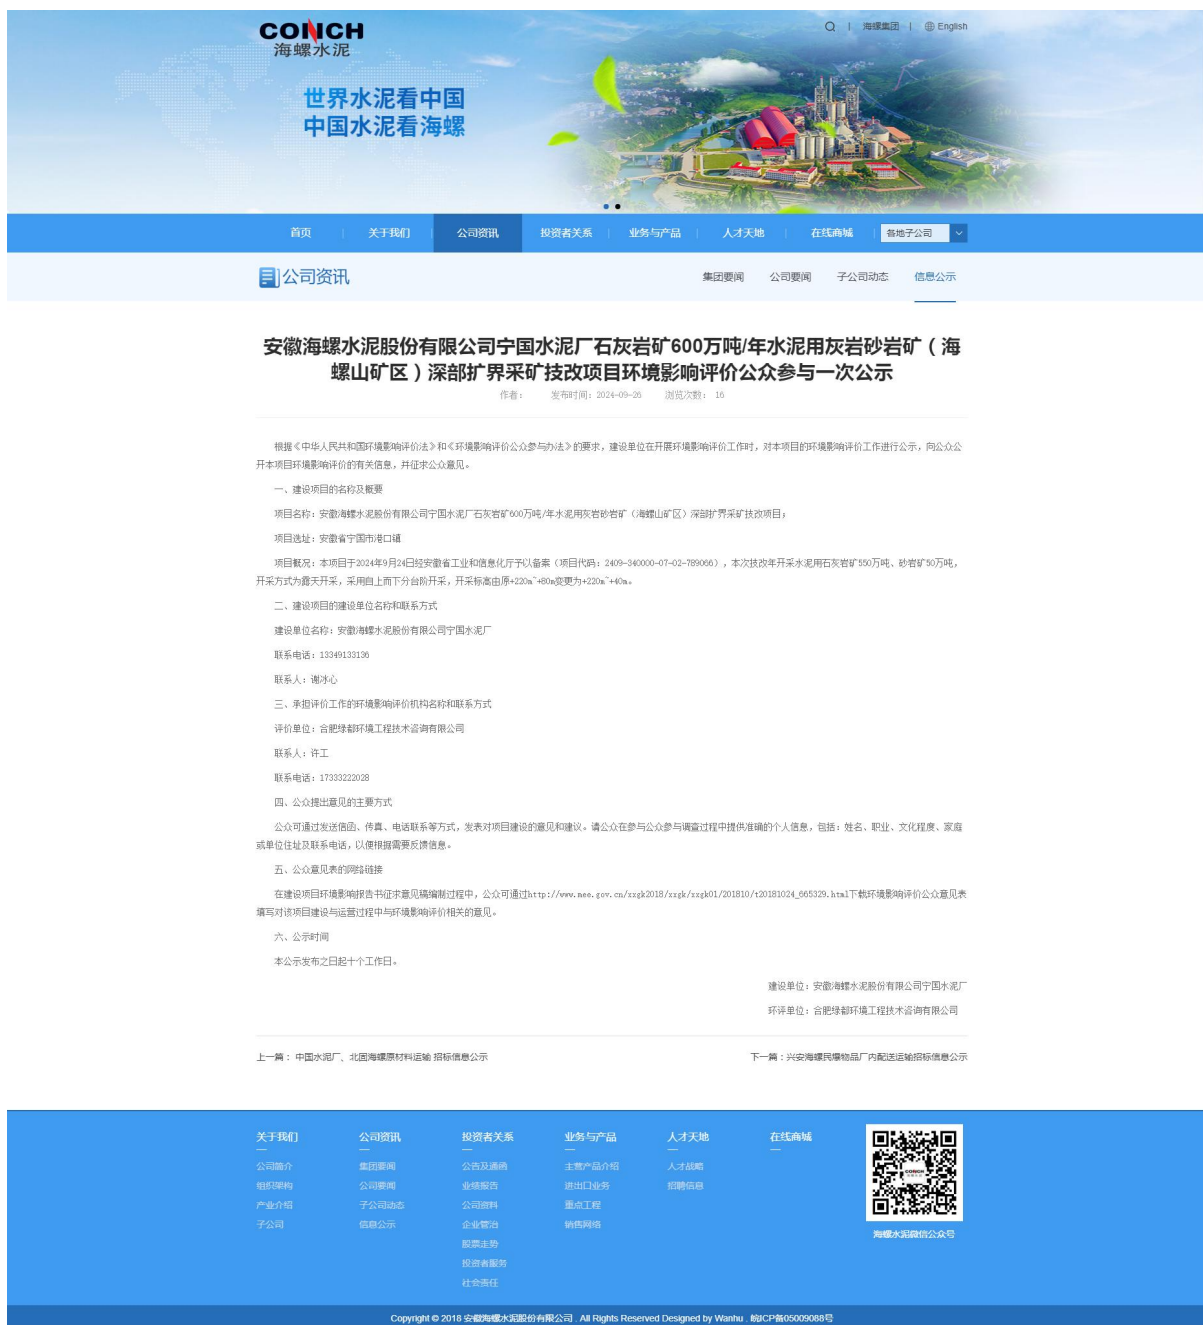 CONCH
海螺水泥
海螺集团 | English
世界水泥看中国
中国水泥看海螺
首页 | 关于我们 | 公司资讯 投资者关系 | 业务与产品 | 人才天地 | 在线商城 | 各地子公司
公司资讯 集团要闻 公司要闻 子公司动态 信息公示
安徽海螺水泥股份有限公司宁国水泥厂石灰岩矿600万吨/年水泥用灰岩砂岩矿（海
螺山矿区）深部扩界采矿技改项目环境影响评价公众参与一次公示
作者： 发布时间：2024-09-26 浏览次数： 16
根据《中华人民共和国环境影响评价法》和《环境影响评价公众参与办法》的要求，建设单位在开展环境影响评价工作时，对本项目的环境影响评价工作进行公示，向公众公
开本项目环境影响评价的有关信息，并征求公众意见。
一、建设项目的名称及概要
项目名称：安徽海螺水泥股份有限公司宁国水泥厂石灰岩矿600万吨/年水泥用灰岩砂岩矿（海螺山矿区）深部扩界采矿技改项目；
项目选址：安徽省宁国市港口镇
项目概况：本项目于2024年9月24日经安徽省工业和信息化厅予以备案（项目代码：2409-340000-07-02-789066），本次技改年开采水泥用石灰岩矿550万吨、砂岩矿50万吨，
开采方式为露天开采，采用自上而下分台阶开采，开采标高由原+220m~+80m变更为+220m~+40m。
二、建设项目的建设单位名称和联系方式
建设单位名称：安徽海螺水泥股份有限公司宁国水泥厂
联系电话：13349133136
联系人：谢冰心
三、承担评价工作的环境影响评价机构名称和联系方式
评价单位：合肥绿都环境工程技术咨询有限公司
联系人：许工
联系电话：17333222028
四、公众提出意见的主要方式
公众可通过发送信函、传真、电话联系等方式，发表对项目建设的意见和建议。请公众在参与公众参与调查过程中提供准确的个人信息，包括：姓名、职业、文化程度、家庭
或单位住址及联系电话，以便根据需要反馈信息。
五、公众意见表的网络链接
在建设项目环境影响报告书征求意见稿编制过程中，公众可通过http://www.mee.gov.cn/xxgk2018/xxgk/xxgk01/201810/t20181024_665329.html下载环境影响评价公众意见表
填写对该项目建设与运营过程中与环境影响评价相关的意见。
六、公示时间
本公示发布之日起十个工作日。
建设单位：安徽海螺水泥股份有限公司宁国水泥厂
环评单位：合肥绿都环境工程技术咨询有限公司
上一篇： 中国水泥厂、北固海螺原材料运输 招标信息公示 下一篇：兴安海螺民爆物品厂内配送运输招标信息公示
关于我们 公司资讯 投资者关系 业务与产品 人才天地 在线商城
公司简介 集团要闻 公告及通函 主营产品介绍 人才战略
组织架构 公司要闻 业绩报告 进出口业务 招聘信息
产业介绍 子公司动态 公司资料 重点工程
子公司 信息公示 企业管治 销售网络
股票走势
投资者服务
社会责任
CONCH
海螺水泥微信公众号
Copyright © 2018 安徽海螺水泥股份有限公司 . All Rights Reserved Designed by Wanhu . 皖ICP备05009088号